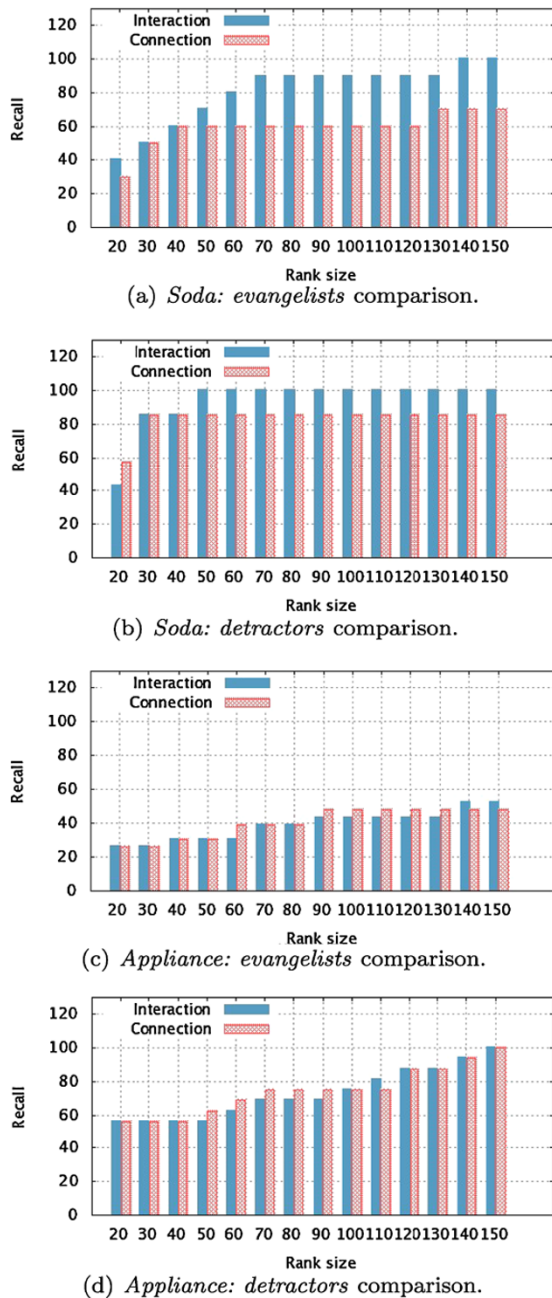 120
Interaction
Connection
100
80
60
40
20
0
Recall
20 30 40 50 60 70 80 90 100 110 120 130 140 150
Rank size
(a) Soda: evangelists comparison.
120
Interaction
Connection
100
80
60
40
20
0
Recall
20 30 40 50 60 70 80 90 100 110 120 130 140 150
Rank size
(b) Soda: detractors comparison.
120
Interaction
Connection
100
80
60
40
20
0
Recall
20 30 40 50 60 70 80 90 100 110 120 130 140 150
Rank size
(c) Appliance: evangelists comparison.
120
Interaction
Connection
100
80
60
40
20
0
Recall
20 30 40 50 60 70 80 90 100 110 120 130 140 150
Rank size
(d) Appliance: detractors comparison.